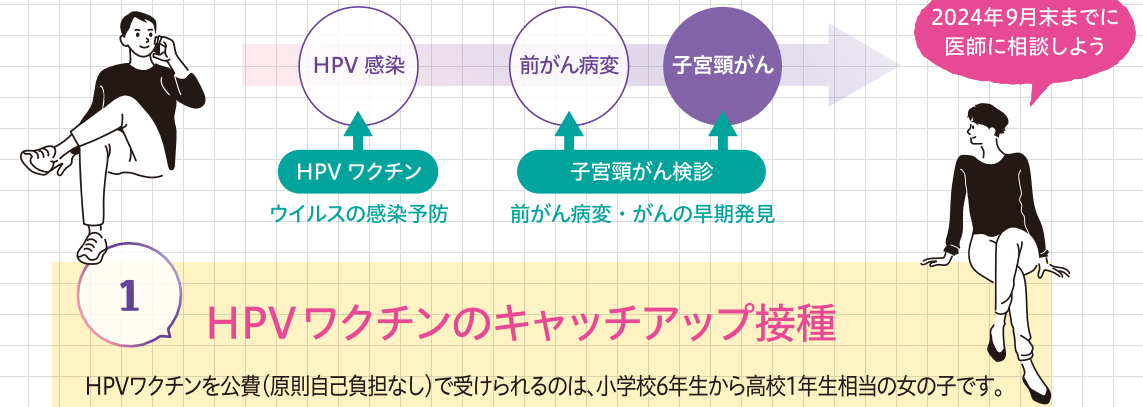 2024年9月末までに
医師に相談しよう
HPV 感染
前がん病変
子宮頸がん
HPV ワクチン
子宮頸がん検診
ウイルスの感染予防
前がん病変・がんの早期発見
1
HPVワクチンのキャッチアップ接種
HPVワクチンを公費（原則自己負担なし）で受けられるのは、小学校6年生から高校1年生相当の女の子です。